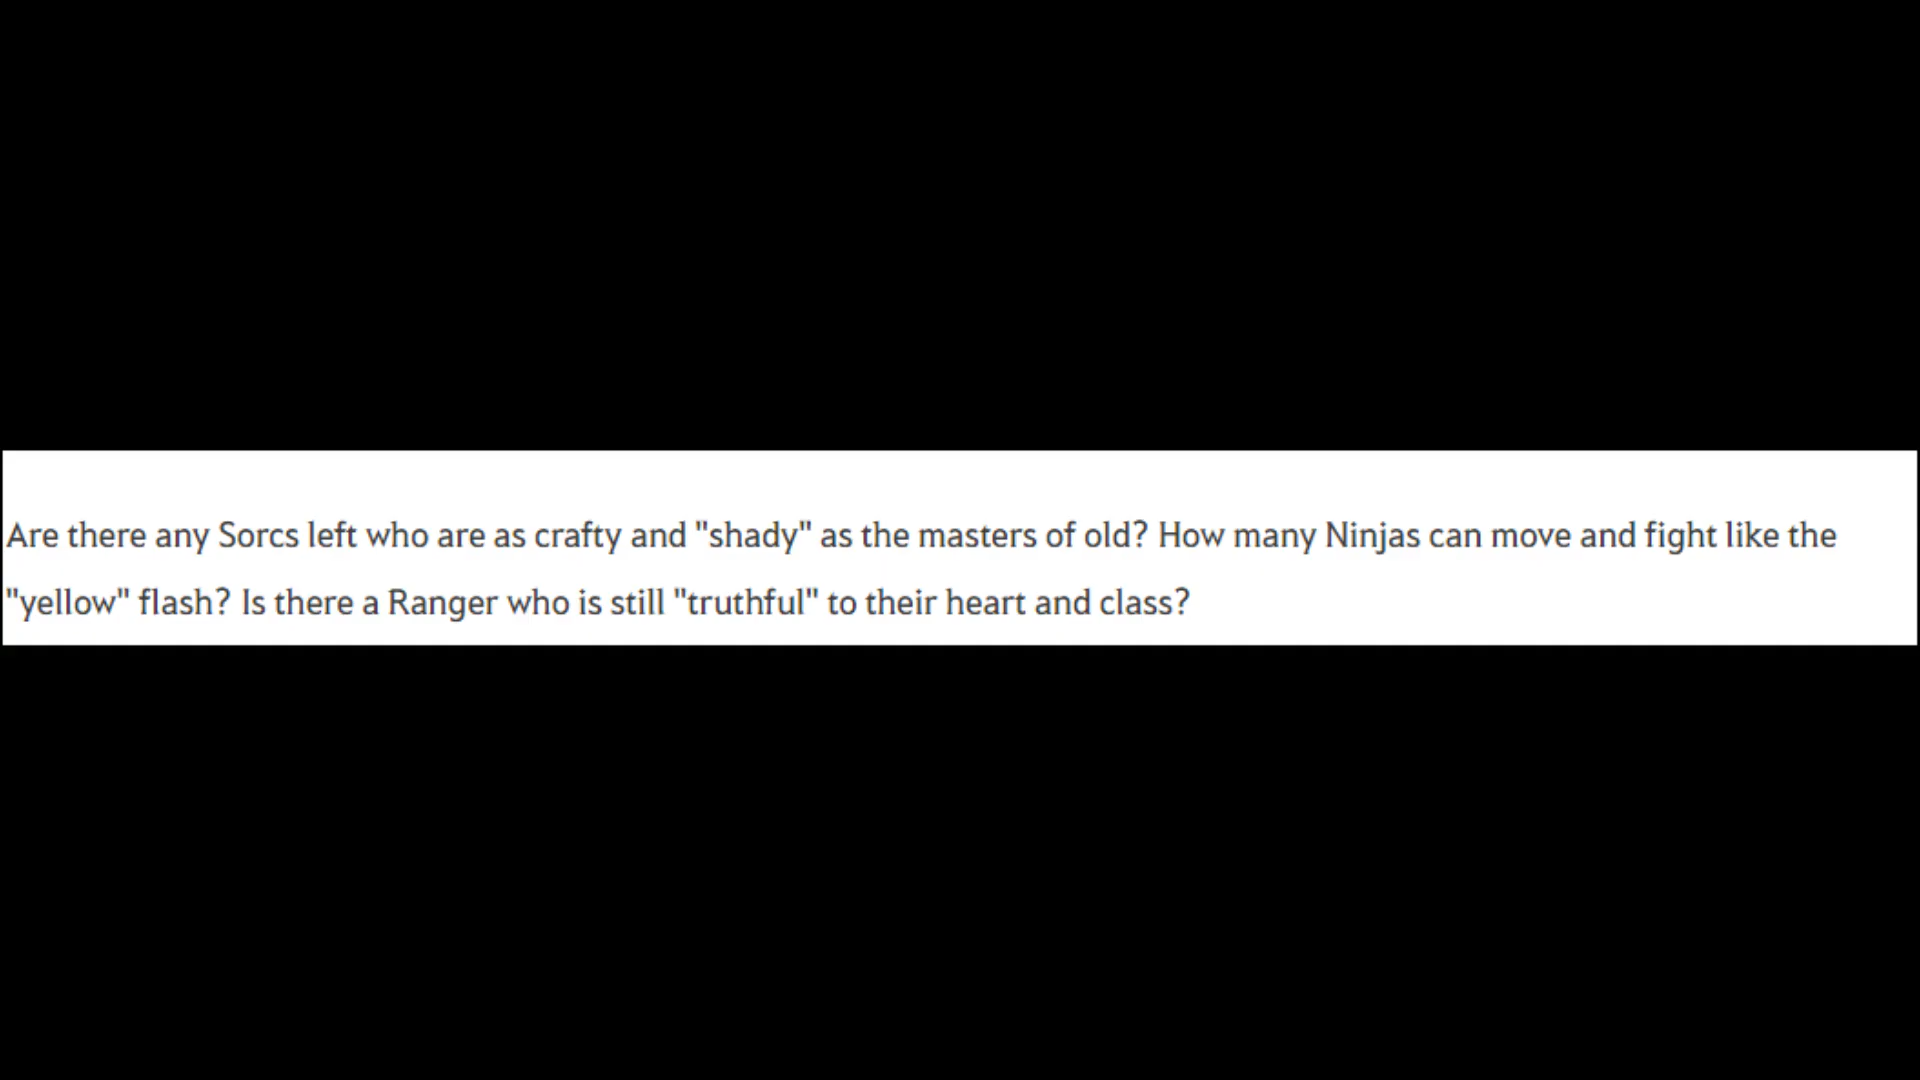 Are there any Sorcs left who are as crafty and "shady" as the masters of old? How many Ninjas can move and fight like the
"yellow" flash? Is there a Ranger who is still "truthful" to their heart and class?